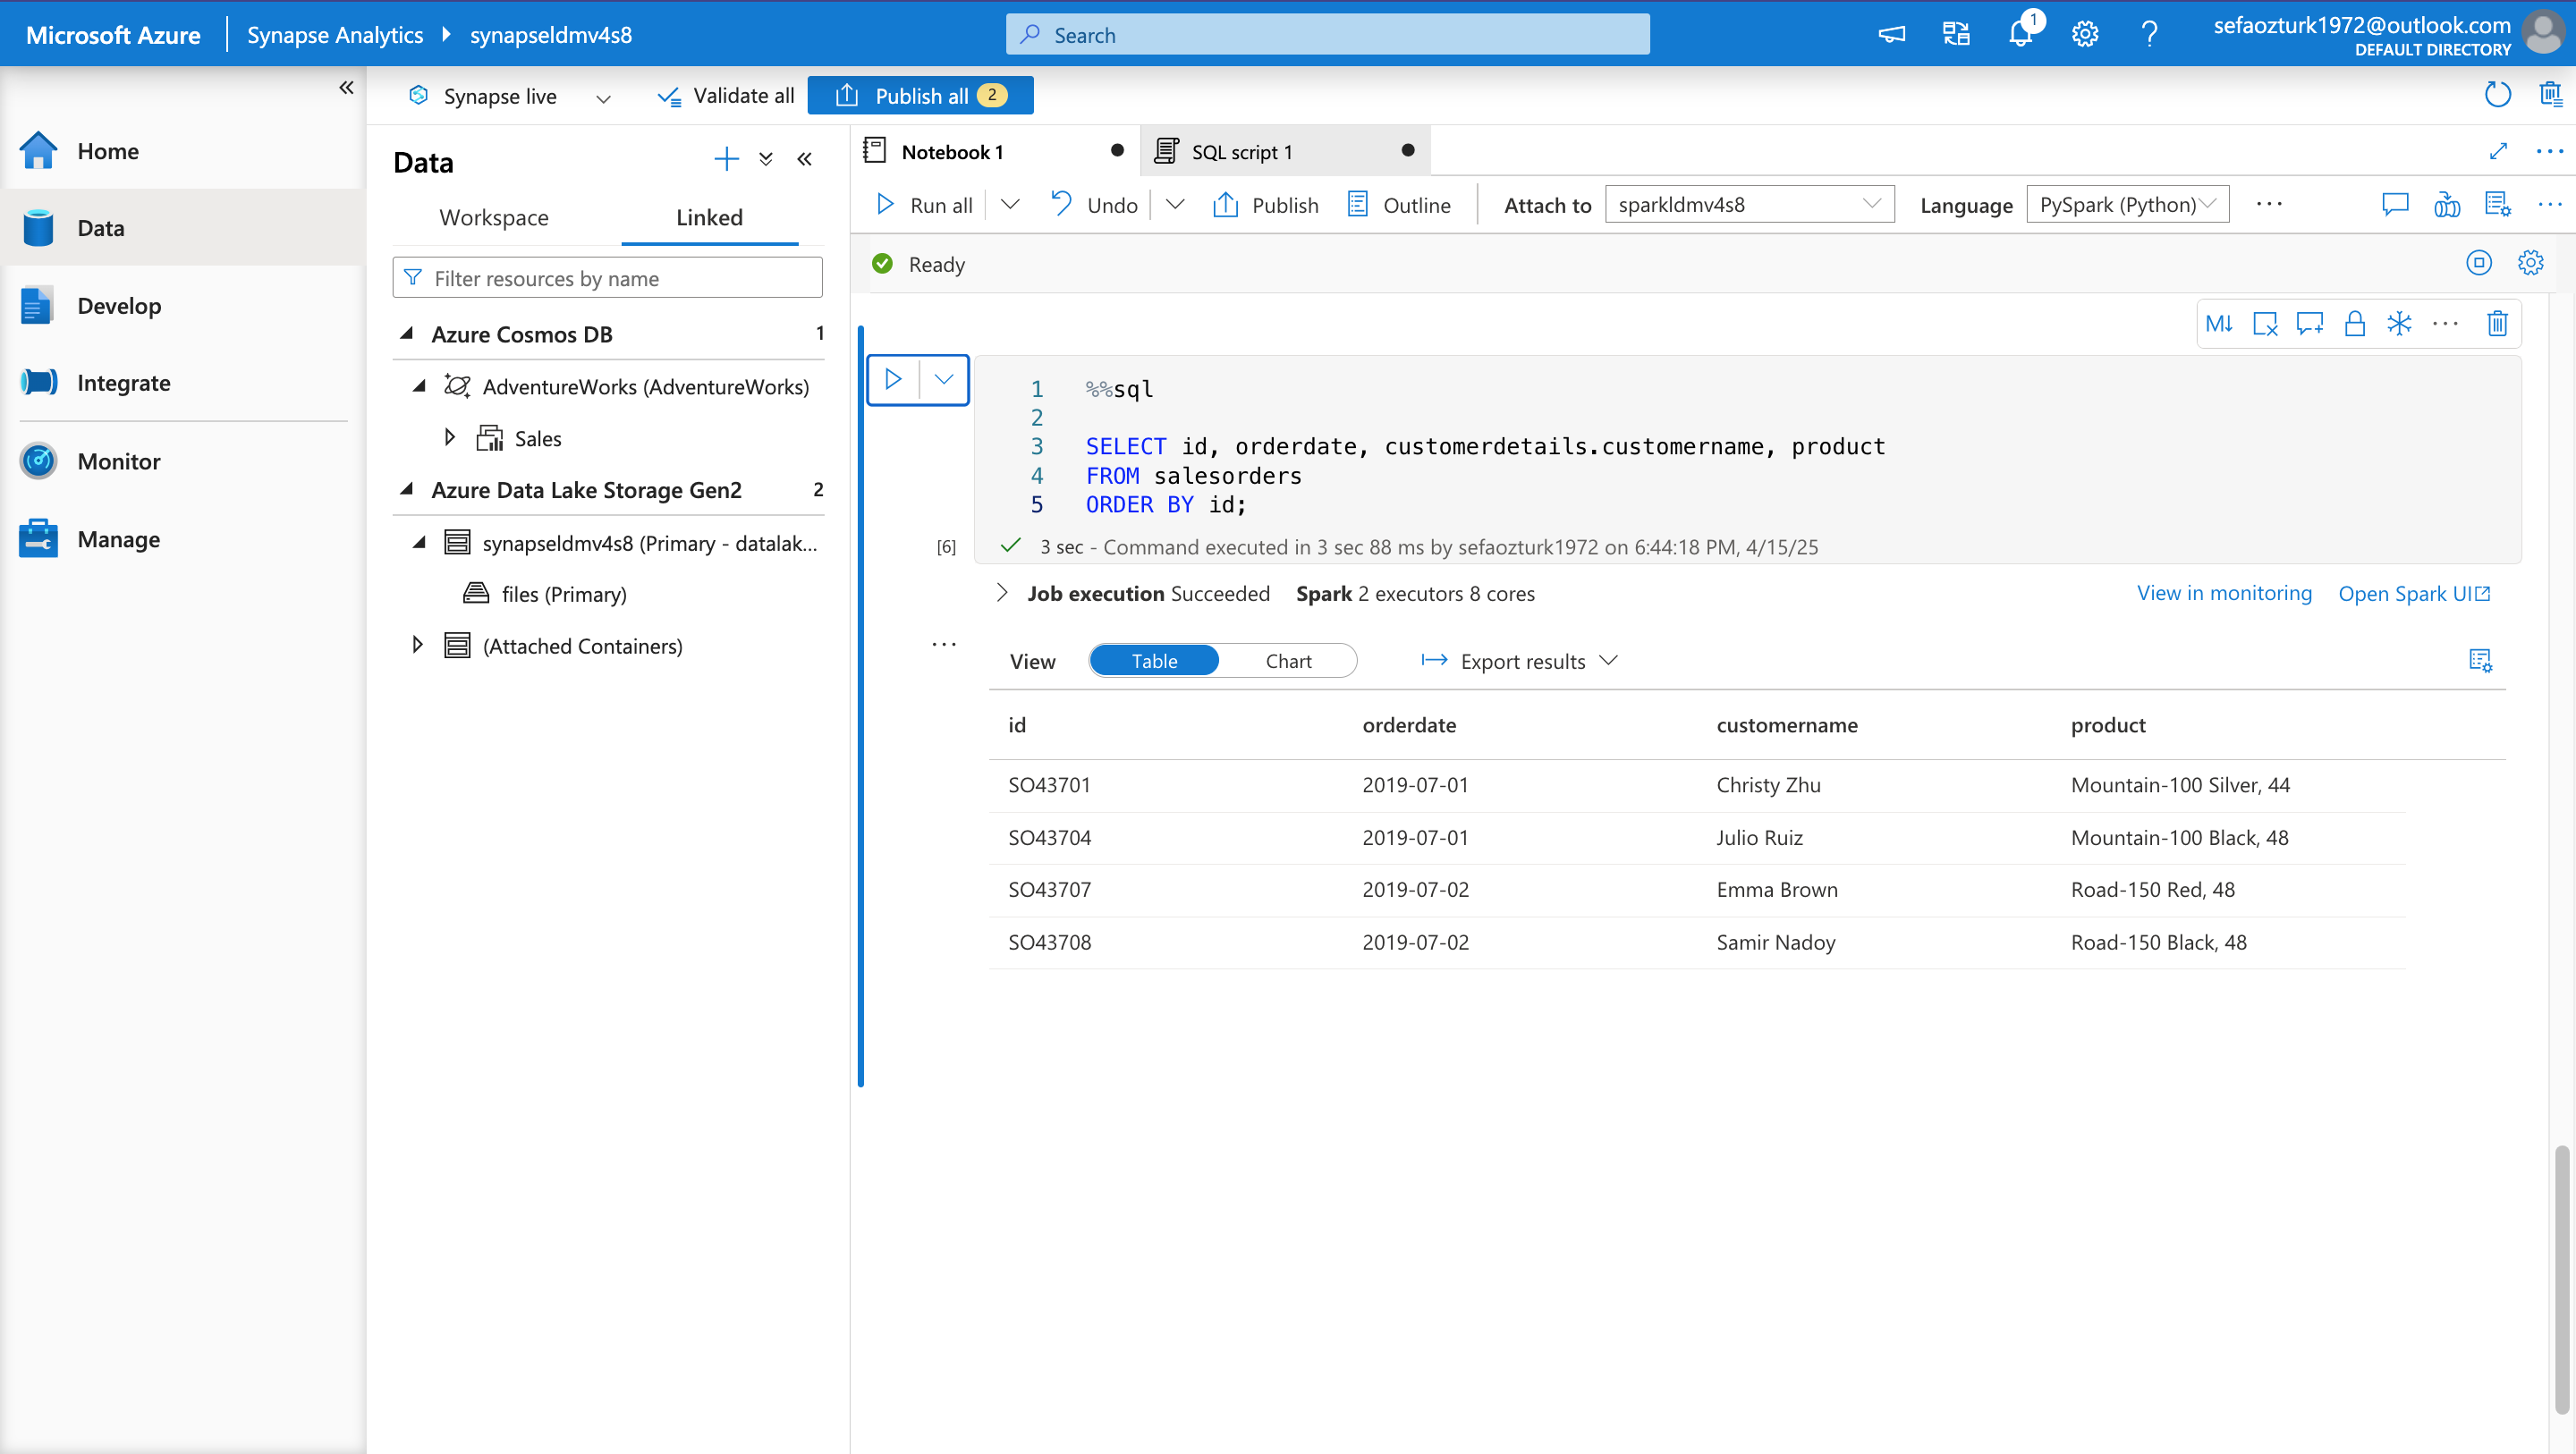 Microsoft Azure
Synapse Analytics
synapseldmv4s8
Search
1
sefaozturk1972@outlook.com
DEFAULT DIRECTORY
Synapse live
Validate all
Publish all 2
Home
Data
Develop
Integrate
Monitor
Manage
Data
Workspace
Linked
Filter resources by name
Azure Cosmos DB 1
AdventureWorks (AdventureWorks)
Sales
Azure Data Lake Storage Gen2 2
synapseldmv4s8 (Primary - datalak...
files (Primary)
(Attached Containers)
Notebook 1
SQL script 1
Run all
Undo
Publish
Outline
Attach to
sparkldmv4s8
Language
PySpark (Python)
Ready
M↓
1 %%sql
2
3 SELECT id, orderdate, customerdetails.customername, product
4 FROM salesorders
5 ORDER BY id;
[6]
3 sec - Command executed in 3 sec 88 ms by sefaozturk1972 on 6:44:18 PM, 4/15/25
Job execution Succeeded Spark 2 executors 8 cores
View in monitoring
Open Spark UI
View
Table
Chart
Export results
id orderdate customername product
SO43701 2019-07-01 Christy Zhu Mountain-100 Silver, 44
SO43704 2019-07-01 Julio Ruiz Mountain-100 Black, 48
SO43707 2019-07-02 Emma Brown Road-150 Red, 48
SO43708 2019-07-02 Samir Nadoy Road-150 Black, 48